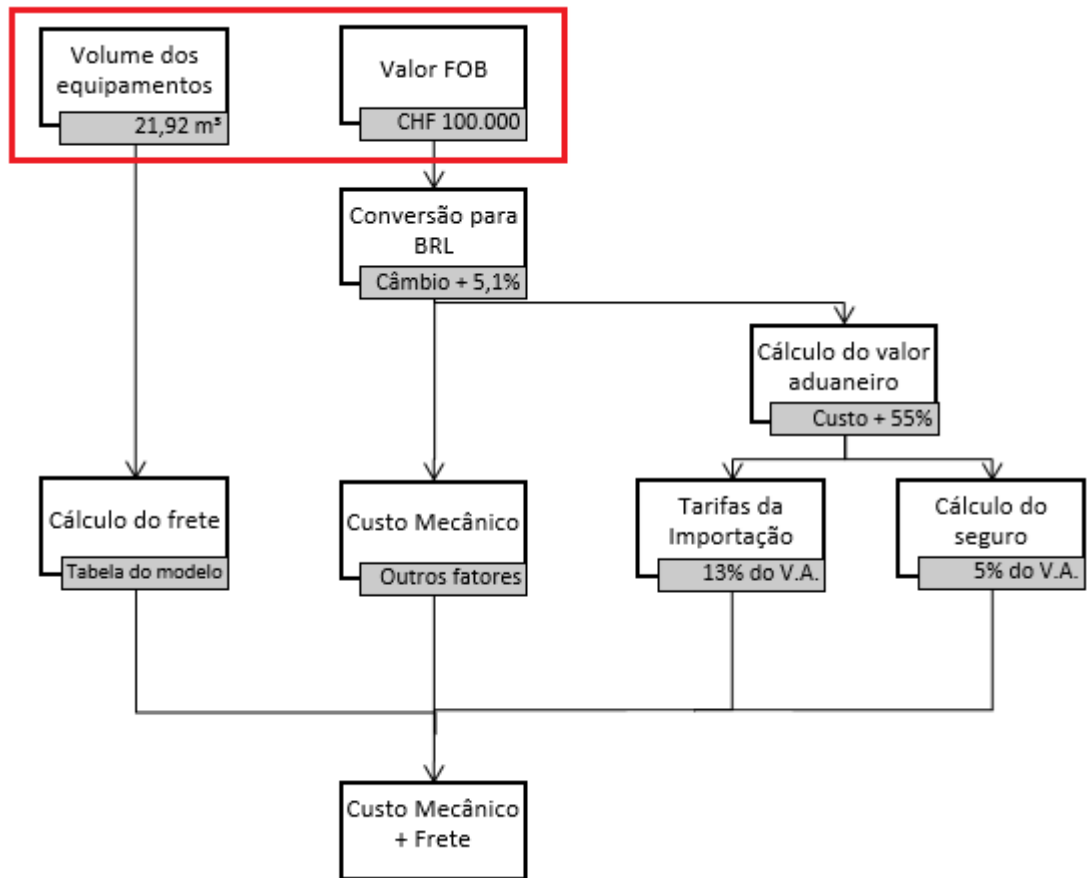 Volume dos
equipamentos
21,92 m³
Valor FOB
CHF 100.000
Conversão para
BRL
Câmbio + 5,1%
Cálculo do valor
aduaneiro
Custo + 55%
Cálculo do frete
Tabela do modelo
Custo Mecânico
Outros fatores
Tarifas da
Importação
13% do V.A.
Cálculo do
seguro
5% do V.A.
Custo Mecânico
+ Frete